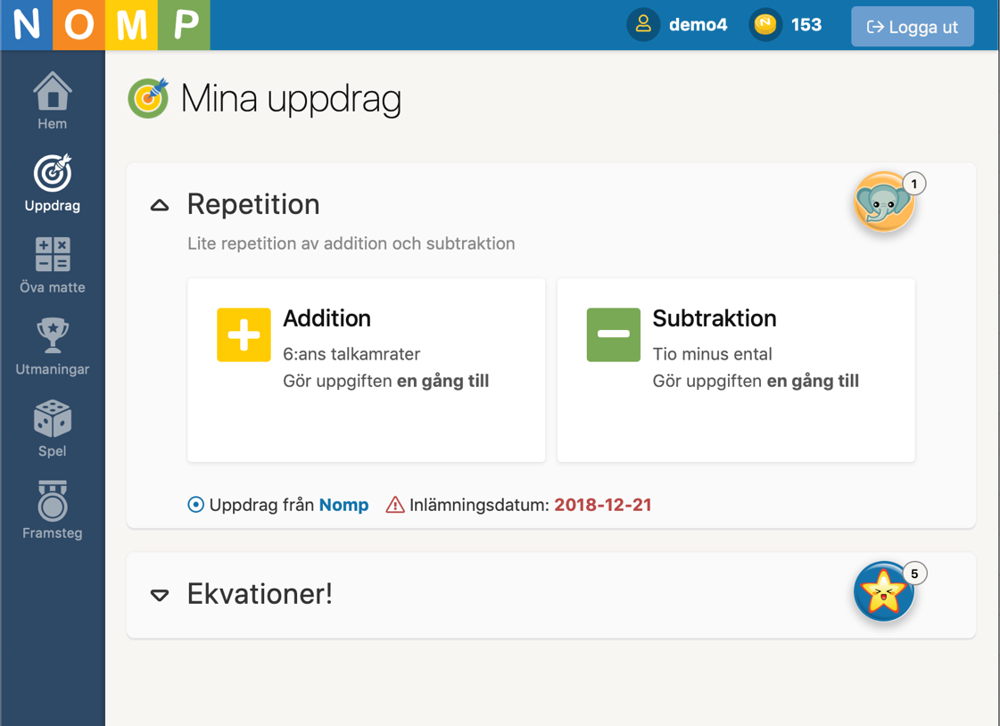 NOMP
demo4
153
Logga ut
Hem
Uppdrag
Öva matte
Utmaningar
Spel
Framsteg
Mina uppdrag
Repetition
1
Lite repetition av addition och subtraktion
Addition
6:ans talkamrater
Gör uppgiften en gång till
Subtraktion
Tio minus ental
Gör uppgiften en gång till
Uppdrag från Nomp
Inlämningsdatum: 2018-12-21
Ekvationer!
5